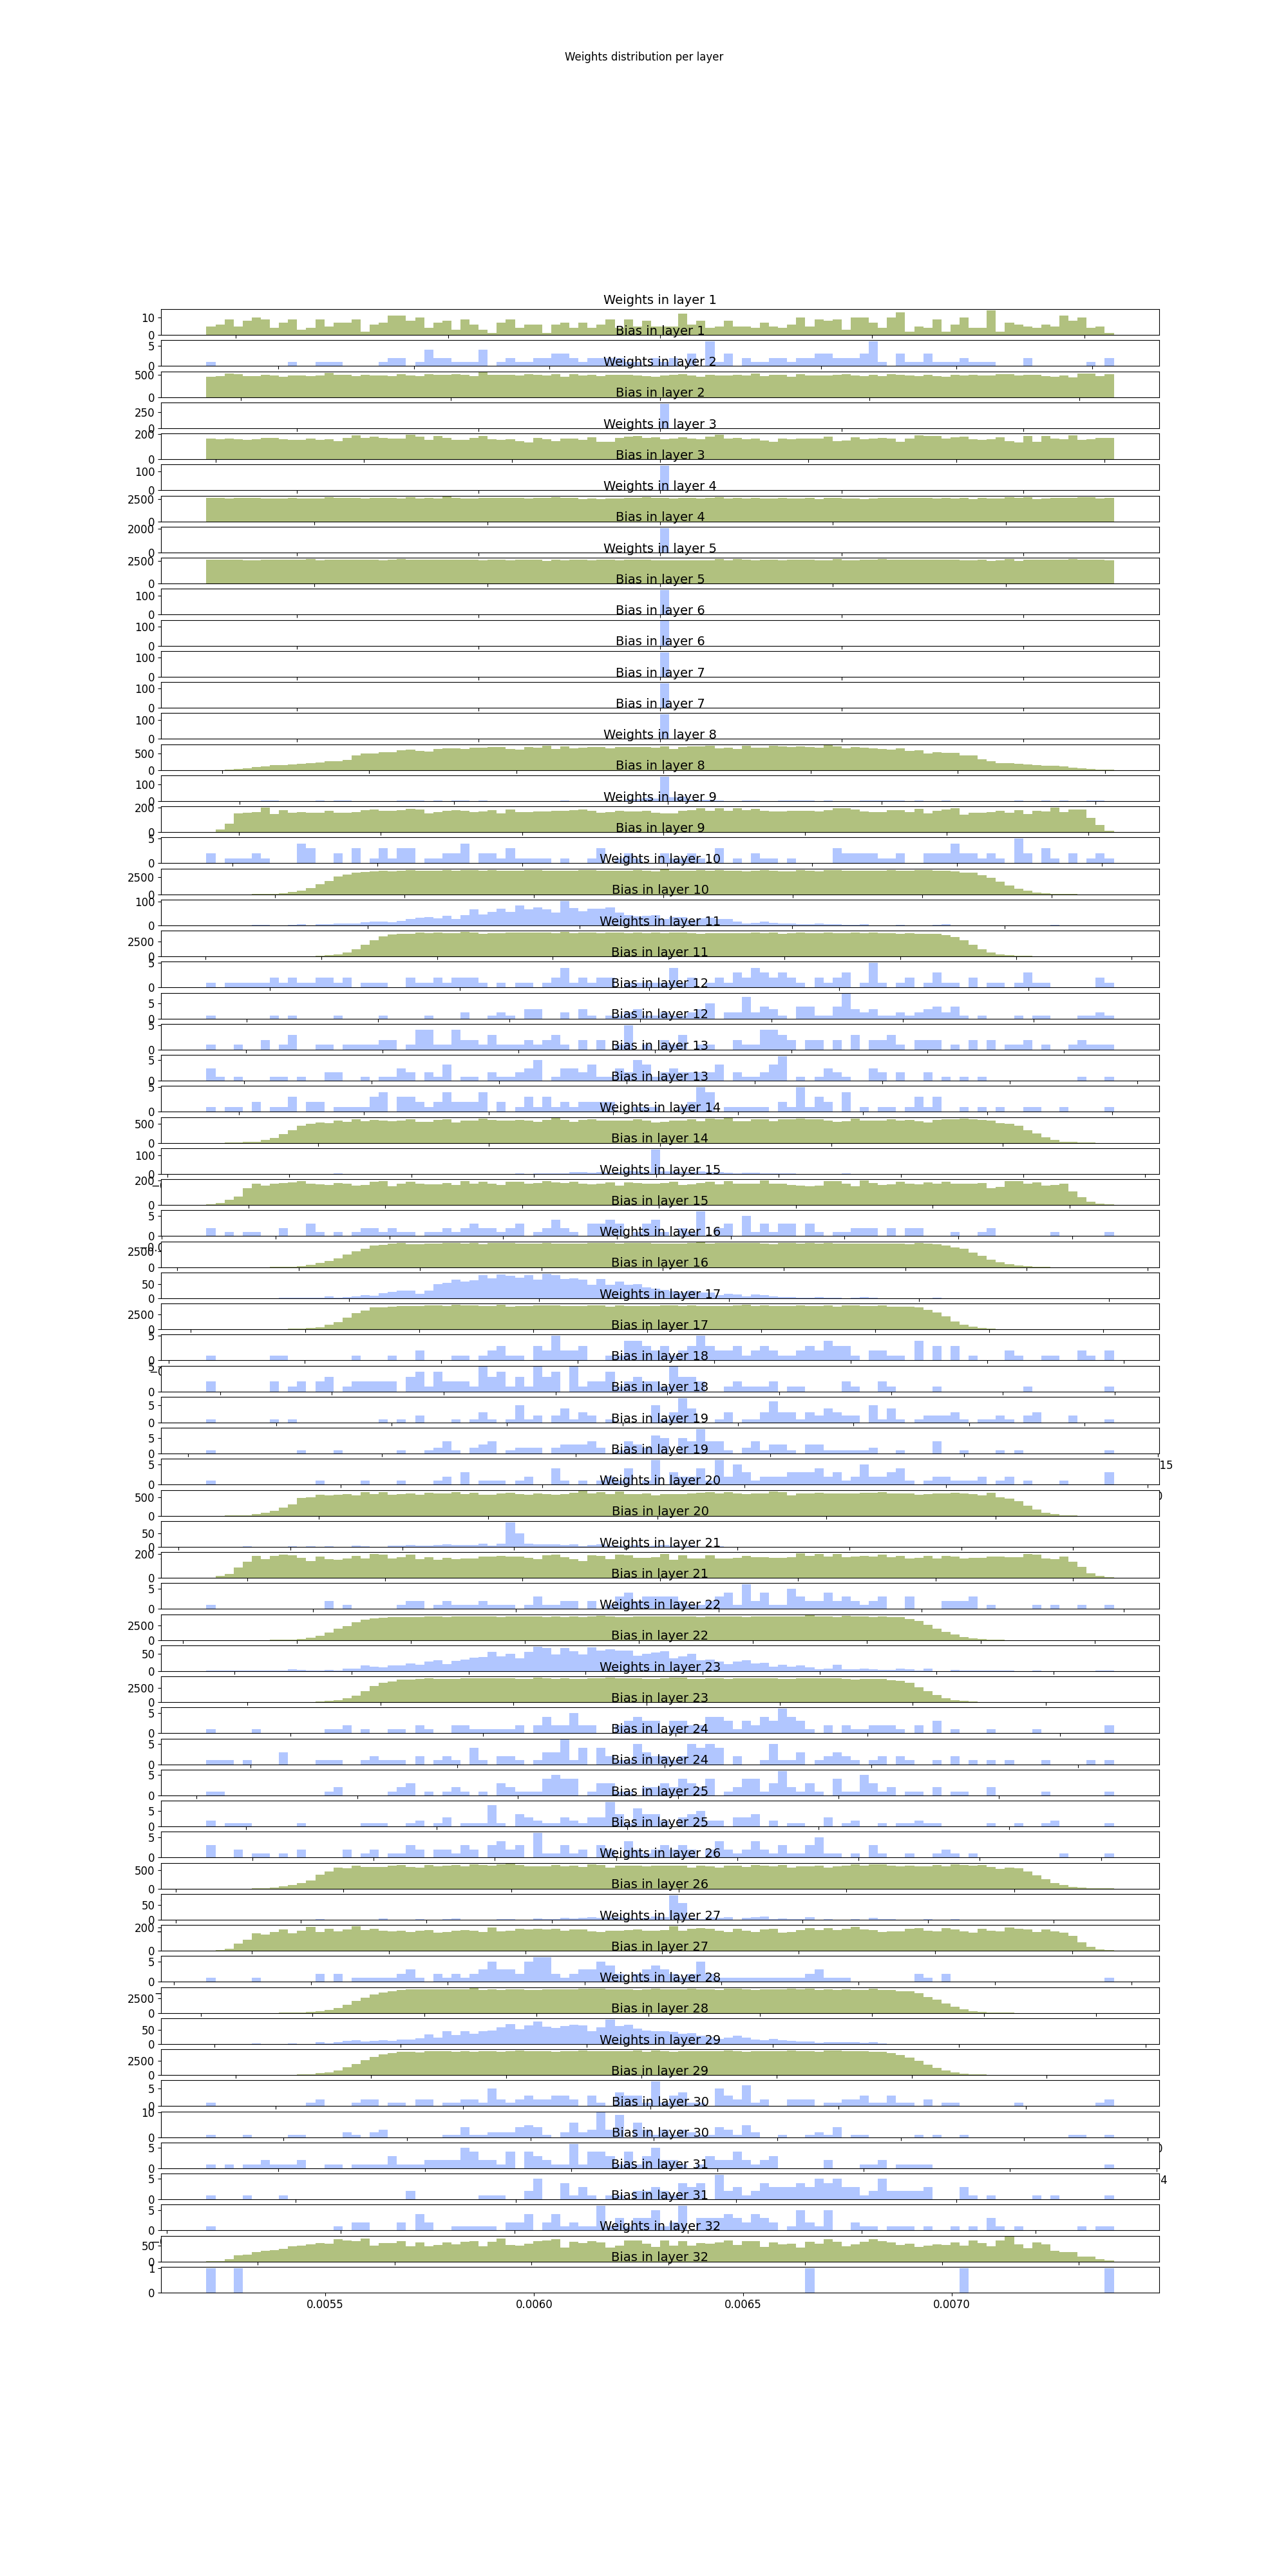 Weights distribution per layer
Weights in layer 1
10
0
Bias in layer 1
5
0
Weights in layer 2
500
0
Bias in layer 2
250
0
Weights in layer 3
200
0
Bias in layer 3
100
0
Weights in layer 4
2500
0
Bias in layer 4
2000
0
Weights in layer 5
2500
0
Bias in layer 5
100
0
Bias in layer 6
100
0
Bias in layer 6
100
0
Bias in layer 7
100
0
Bias in layer 7
100
0
Weights in layer 8
500
0
Bias in layer 8
100
0
Weights in layer 9
200
0
Bias in layer 9
5
0
Weights in layer 10
2500
0
Bias in layer 10
100
0
Weights in layer 11
2500
0
Bias in layer 11
5
0
Bias in layer 12
5
0
Bias in layer 12
5
0
Bias in layer 13
5
0
Bias in layer 13
5
0
Weights in layer 14
500
0
Bias in layer 14
100
0
Weights in layer 15
200
0
Bias in layer 15
5
0
Weights in layer 16
2500
0
Bias in layer 16
50
0
Weights in layer 17
2500
0
Bias in layer 17
5
0
Bias in layer 18
5
0
Bias in layer 18
5
0
Bias in layer 19
5
0
Bias in layer 19
15
5
0
Weights in layer 20
0
500
0
Bias in layer 20
50
0
Weights in layer 21
200
0
Bias in layer 21
5
0
Weights in layer 22
2500
0
Bias in layer 22
50
0
Weights in layer 23
2500
0
Bias in layer 23
5
0
Bias in layer 24
5
0
Bias in layer 24
5
0
Bias in layer 25
5
0
Bias in layer 25
5
0
Weights in layer 26
500
0
Bias in layer 26
50
0
Weights in layer 27
200
0
Bias in layer 27
5
0
Weights in layer 28
2500
0
Bias in layer 28
50
0
Weights in layer 29
2500
0
Bias in layer 29
5
0
Bias in layer 30
10
0
Bias in layer 30
5
0
Bias in layer 31
4
5
0
Bias in layer 31
5
0
Weights in layer 32
50
0
Bias in layer 32
1
0
0.0055 0.0060 0.0065 0.0070